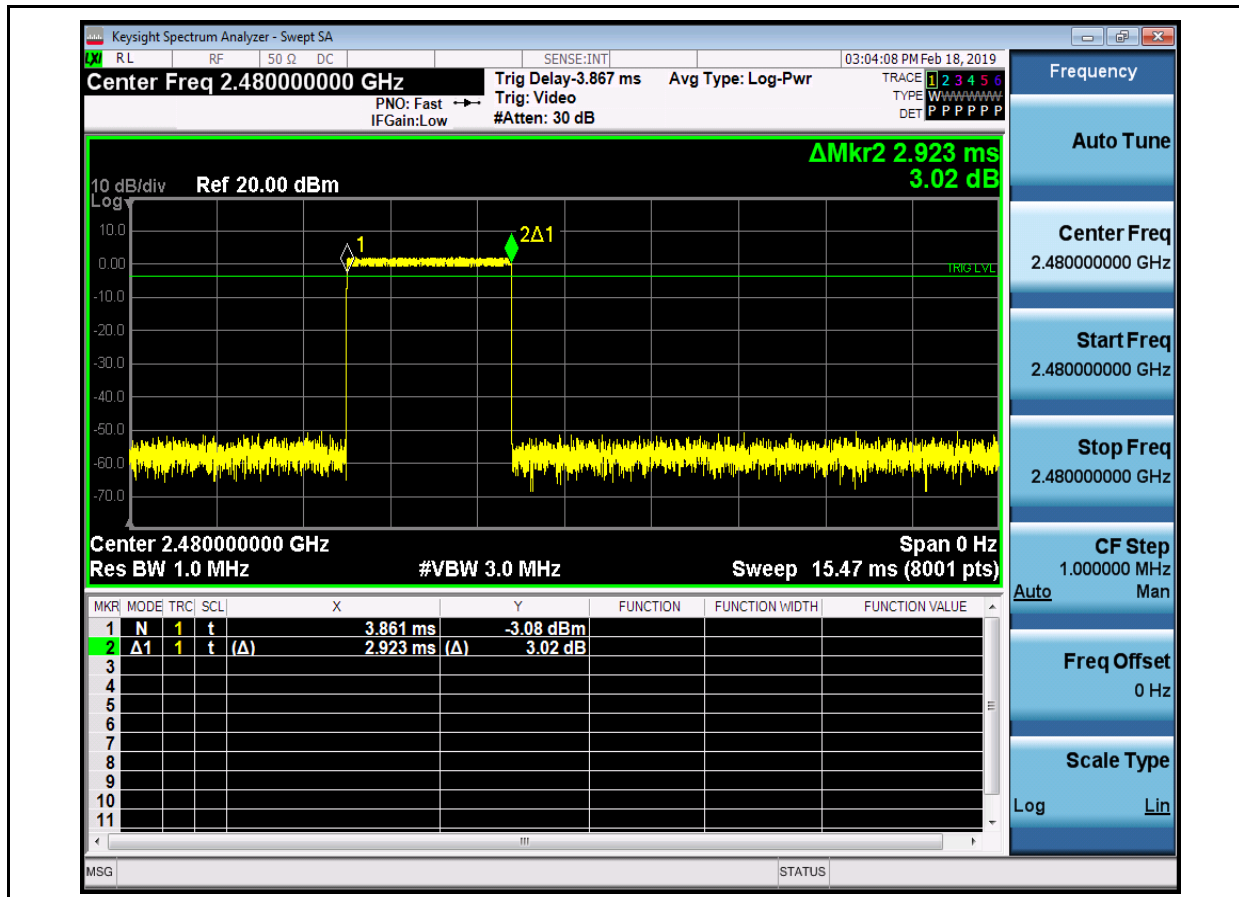 Keysight Spectrum Analyzer - Swept SA
LXI RL RF 50 Ω DC SENSE:INT 03:04:08 PM Feb 18, 2019
Center Freq 2.480000000 GHz
PNO: Fast
IFGain:Low
Trig Delay-3.867 ms
Trig: Video
#Atten: 30 dB
Avg Type: Log-Pwr
TRACE 1 2 3 4 5 6
TYPE WWWWWW
DET P P P P P P
ΔMkr2 2.923 ms
3.02 dB
10 dB/div Ref 20.00 dBm
Log
10.0
0.00
-10.0
-20.0
-30.0
-40.0
-50.0
-60.0
-70.0
1
2Δ1
TRIG LVL
Center 2.480000000 GHz Span 0 Hz
Res BW 1.0 MHz #VBW 3.0 MHz Sweep 15.47 ms (8001 pts)
MKR MODE TRC SCL X Y FUNCTION FUNCTION WIDTH FUNCTION VALUE
1 N 1 t 3.861 ms -3.08 dBm
2 Δ1 1 t (Δ) 2.923 ms (Δ) 3.02 dB
3
4
5
6
7
8
9
10
11
MSG STATUS
Frequency
Auto Tune
Center Freq
2.480000000 GHz
Start Freq
2.480000000 GHz
Stop Freq
2.480000000 GHz
CF Step
1.000000 MHz
Auto Man
Freq Offset
0 Hz
Scale Type
Log Lin